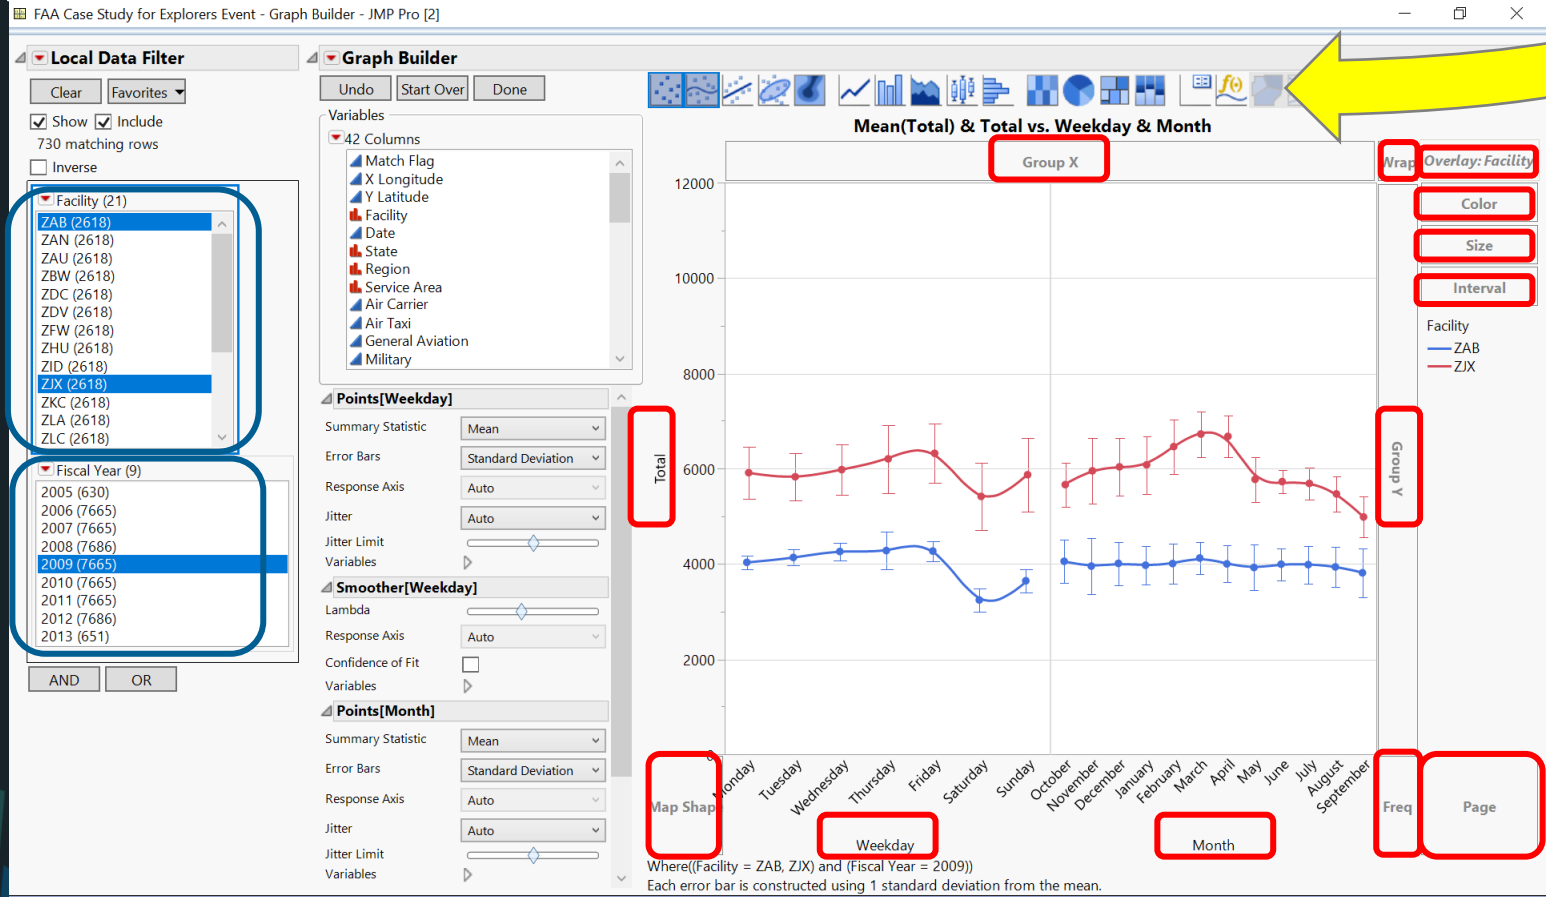 FAA Case Study for Explorers Event - Graph Builder - JMP Pro [2]
Local Data Filter
Clear
Favorites
Show
Include
730 matching rows
Inverse
Facility (21)
ZAB (2618)
ZAN (2618)
ZAU (2618)
ZBW (2618)
ZDC (2618)
ZDV (2618)
ZFW (2618)
ZHU (2618)
ZID (2618)
ZJX (2618)
ZKC (2618)
ZLA (2618)
ZLC (2618)
Fiscal Year (9)
2005 (630)
2006 (7665)
2007 (7665)
2008 (7686)
2009 (7665)
2010 (7665)
2011 (7665)
2012 (7686)
2013 (651)
AND
OR
Graph Builder
Undo
Start Over
Done
Variables
42 Columns
Match Flag
X Longitude
Y Latitude
Facility
Date
State
Region
Service Area
Air Carrier
Air Taxi
General Aviation
Military
Points[Weekday]
Summary Statistic
Mean
Error Bars
Standard Deviation
Response Axis
Auto
Jitter
Auto
Jitter Limit
Variables
Smoother[Weekday]
Lambda
Response Axis
Auto
Confidence of Fit
Variables
Points[Month]
Summary Statistic
Mean
Error Bars
Standard Deviation
Response Axis
Auto
Jitter
Auto
Jitter Limit
Variables
Mean(Total) & Total vs. Weekday & Month
Group X
Wrap
Overlay: Facility
Color
Size
Interval
Facility
ZAB
ZJX
Group Y
Total
12000
10000
8000
6000
4000
2000
0
Monday
Tuesday
Wednesday
Thursday
Friday
Saturday
Sunday
October
November
December
January
February
March
April
May
June
July
August
September
Map Shape
Weekday
Month
Freq
Page
Where((Facility = ZAB, ZJX) and (Fiscal Year = 2009))
Each error bar is constructed using 1 standard deviation from the mean.